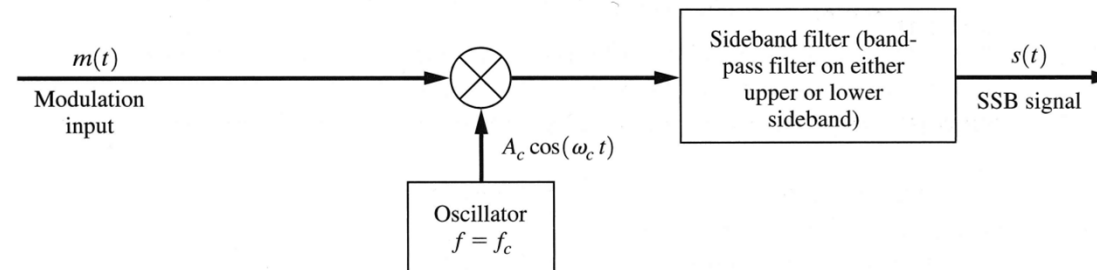 m(t)
Modulation
input
A_c cos(ω_c t)
Oscillator
f = f_c
Sideband filter (band-
pass filter on either
upper or lower
sideband)
s(t)
SSB signal